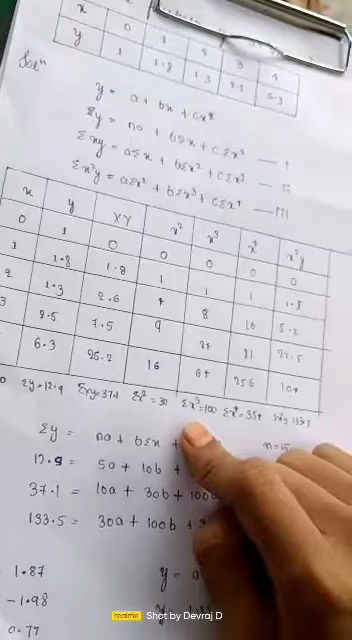 x 0 1 2 3 4
y 1 1.8 1.3 2.5 6.3
Solⁿ
y = a + bx + cx²
Σy = na + bΣx + cΣx² — I
Σxy = aΣx + bΣx² + cΣx³ — II
Σx²y = aΣx² + bΣx³ + cΣx⁴ — III
x y XY x² x³ x⁴ x²y
0 1 0 0 0 0 0
1 1.8 1.8 1 1 1 1.8
2 1.3 2.6 4 8 16 5.2
3 2.5 7.5 9 27 81 22.5
6.3 25.2 16 64 256
0 Σy=12.9 Σxy=37.1 Σx²=30 Σx³=100 Σx⁴=354 133.5
Σy = na + bΣx +
12.9 = 5a + 10b +
37.1 = 10a + 30b + 100
133.5 = 30a + 100b +
1.87
y = a
-1.98
y
0.77
realme Shot by Devraj D